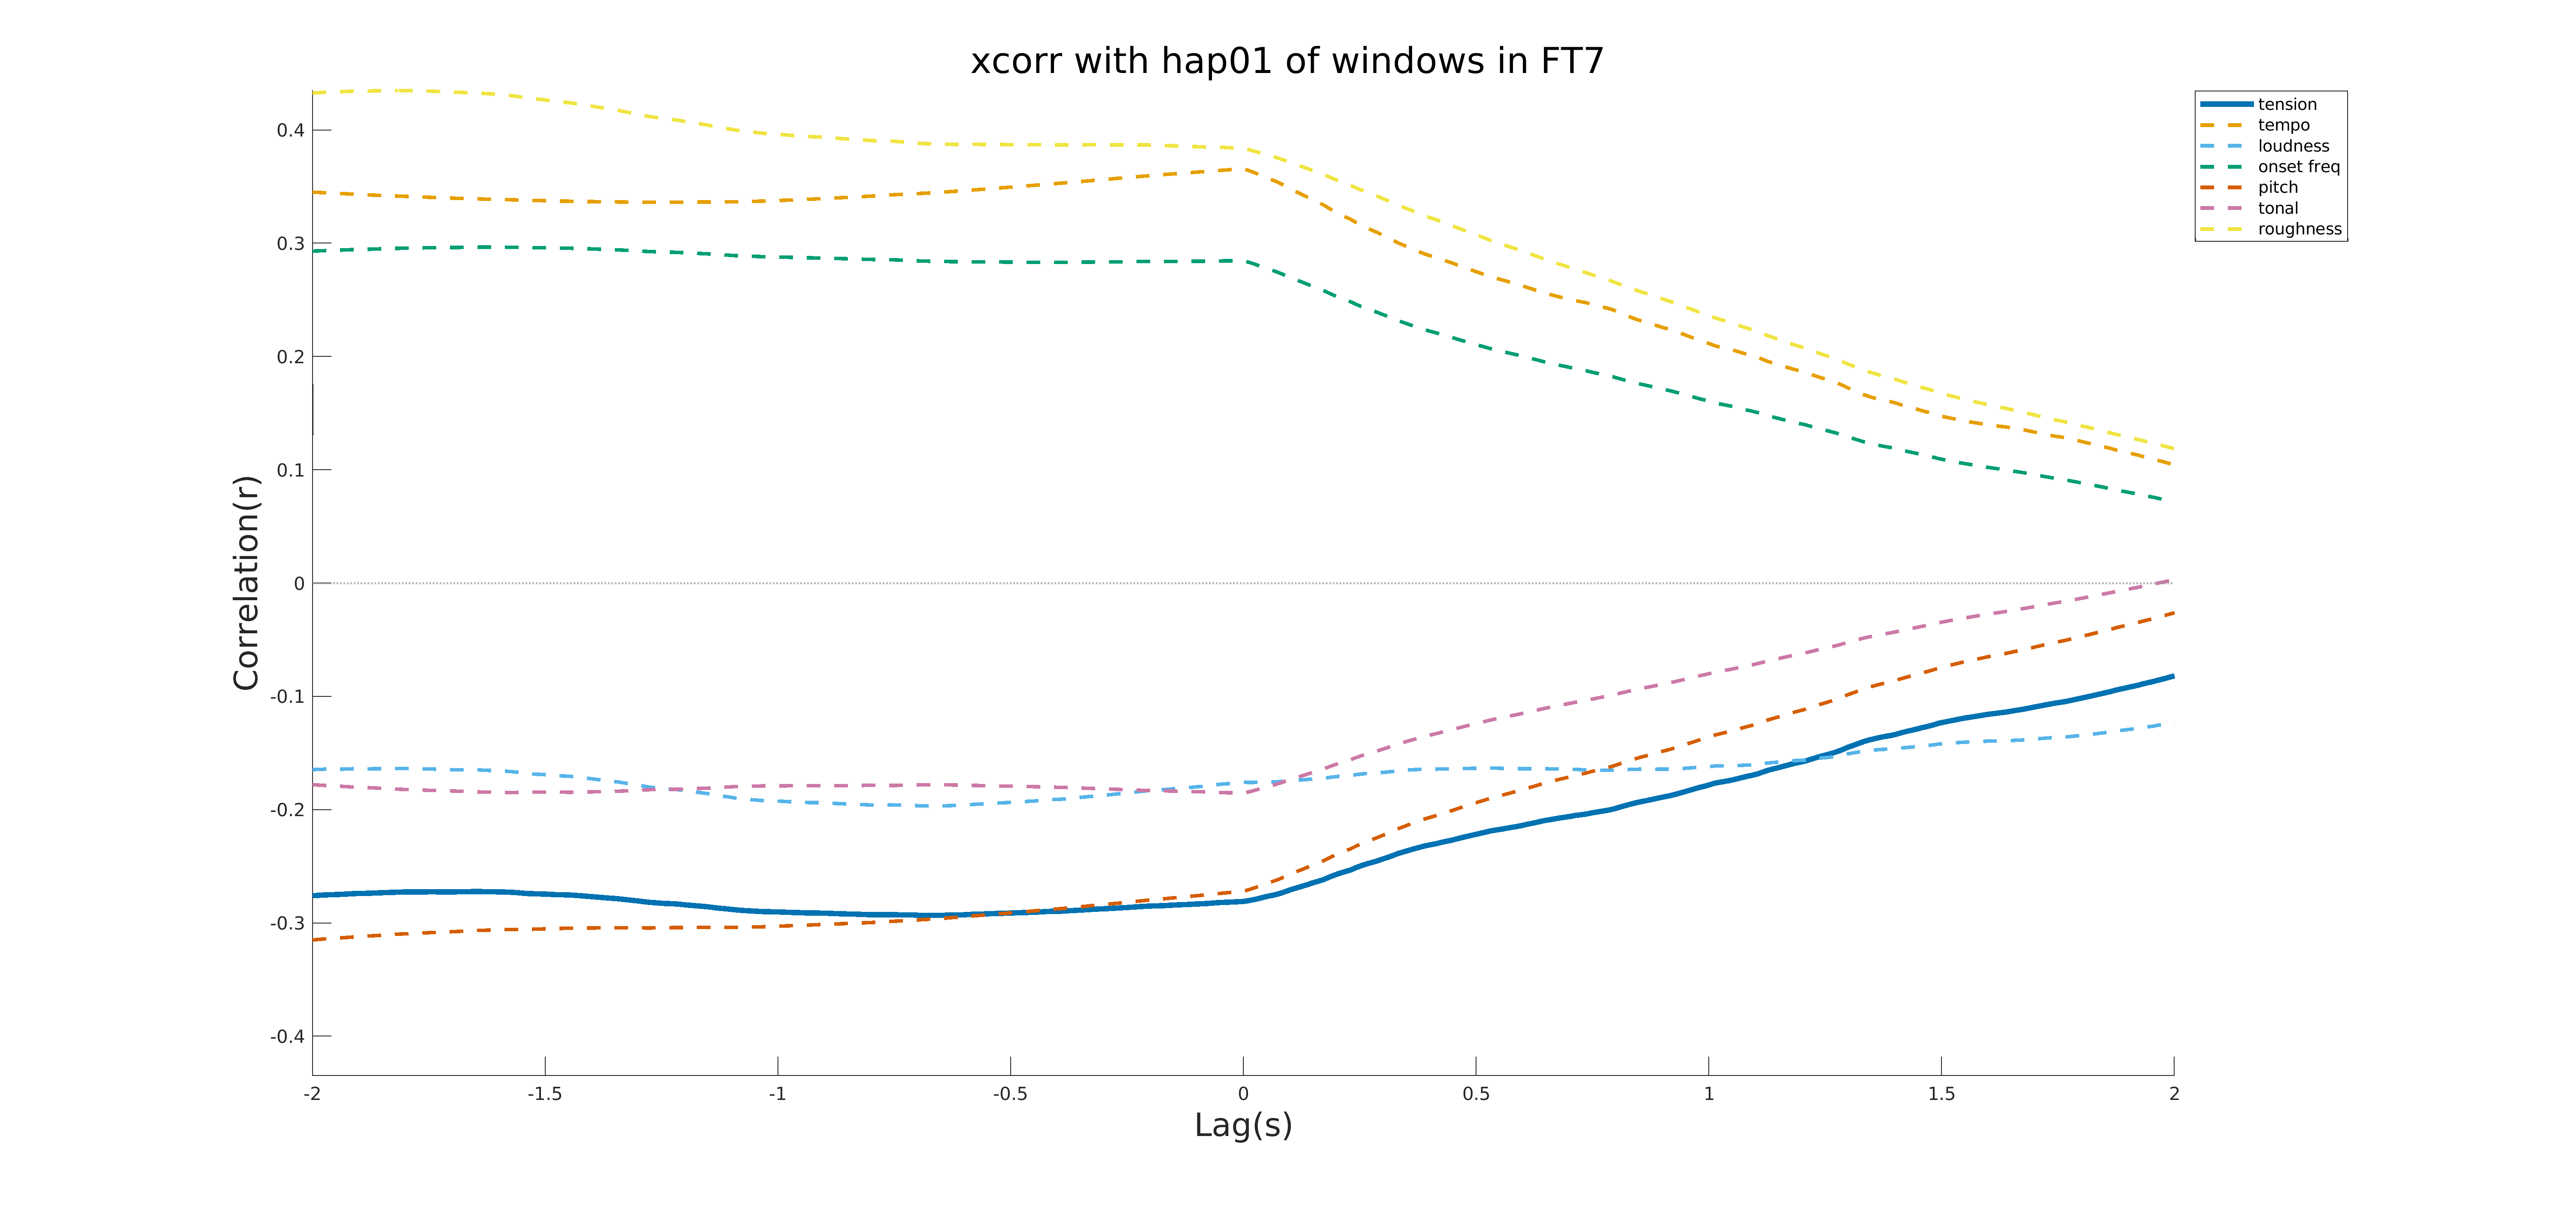 xcorr with hap01 of windows in FT7
tension
tempo
loudness
onset freq
pitch
tonal
roughness
Correlation(r)
0.4
0.3
0.2
0.1
0
-0.1
-0.2
-0.3
-0.4
-2 -1.5 -1 -0.5 0 0.5 1 1.5 2
Lag(s)